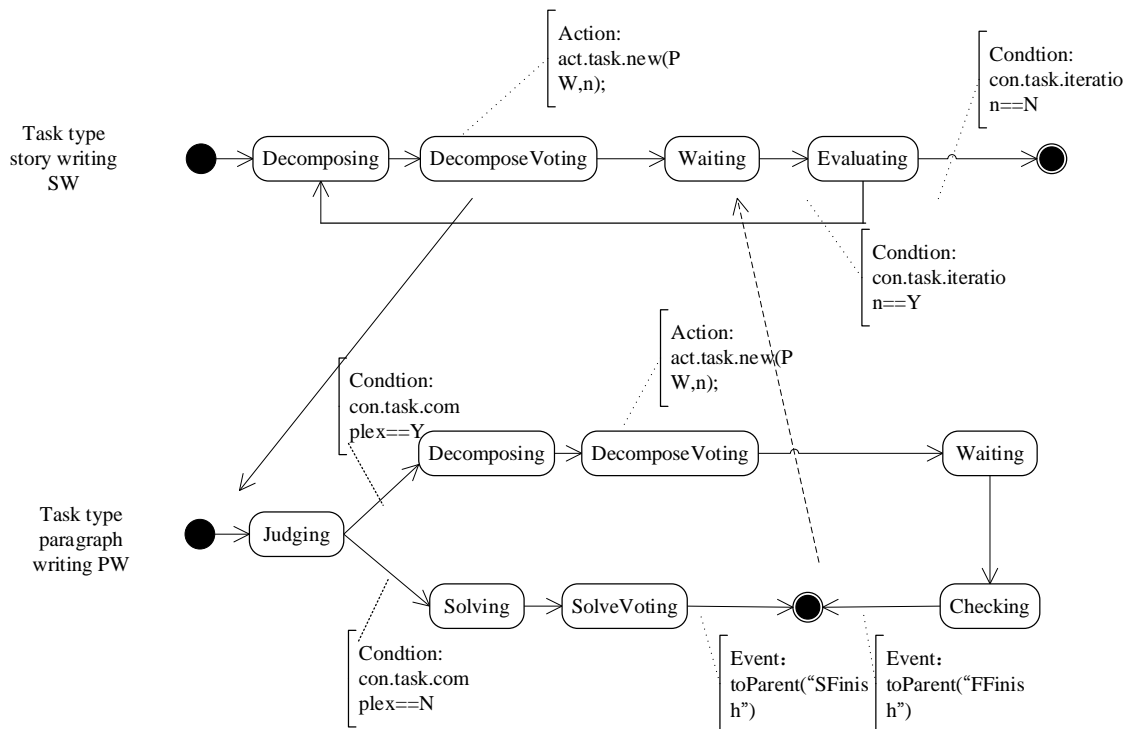 Action:
act.task.new(P
W,n);
Condtion:
con.task.iteratio
n==N
Task type
story writing
SW
Decomposing
DecomposeVoting
Waiting
Evaluating
Condtion:
con.task.iteratio
n==Y
Action:
act.task.new(P
W,n);
Condtion:
con.task.com
plex==Y
Decomposing
DecomposeVoting
Waiting
Task type
paragraph
writing PW
Judging
Solving
SolveVoting
Checking
Condtion:
con.task.com
plex==N
Event：
toParent(“SFinis
h”)
Event：
toParent(“FFinis
h”)